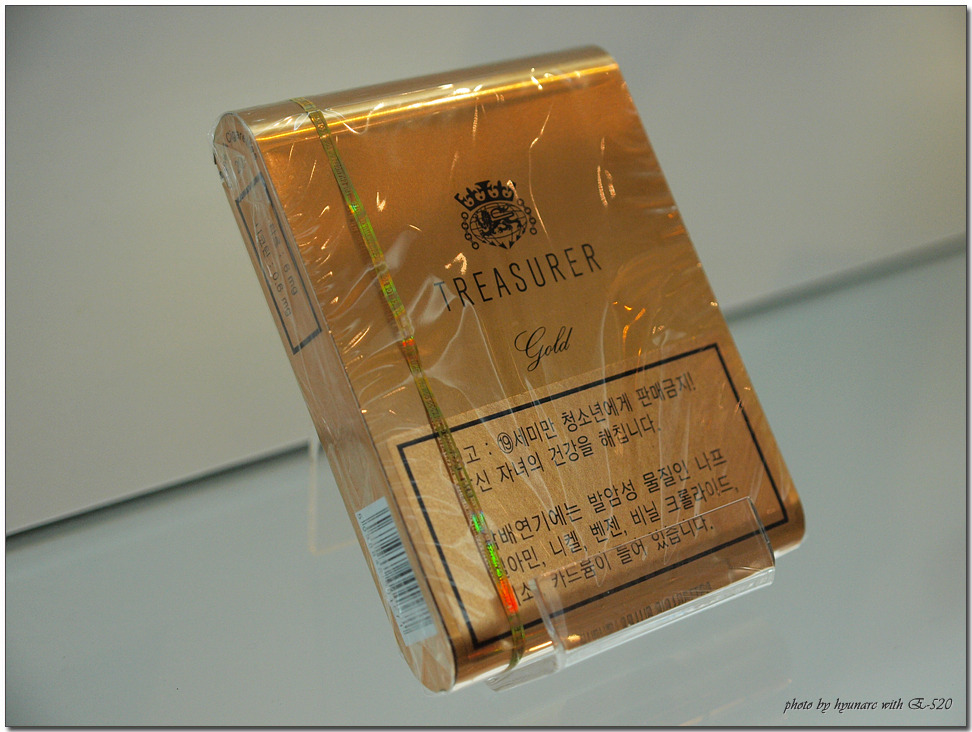 TREASURER
Gold
고 : ⑲세미만 청소년에게 판매금지!
신 자녀의 건강을 해칩니다.
배연기에는 발암성 물질인 나프
아민, 니켈, 벤젠, 비닐 크롤라이드,
소, 카드뮴이 들어 있습니다.
mg
mg
photo by hyunarc with E-520